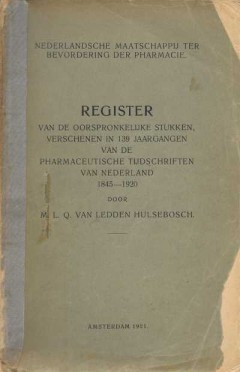 NEDERLANDSCHE MAATSCHAPPIJ TER
BEVORDERING DER PHARMACIE.
REGISTER
VAN DE OORSPRONKELIJKE STUKKEN,
VERSCHENEN IN 139 JAARGANGEN
VAN DE
PHARMACEUTISCHE TIJDSCHRIFTEN
VAN NEDERLAND
1845—1920
DOOR
M. L. Q. VAN LEDDEN HULSEBOSCH.
AMSTERDAM 1921.